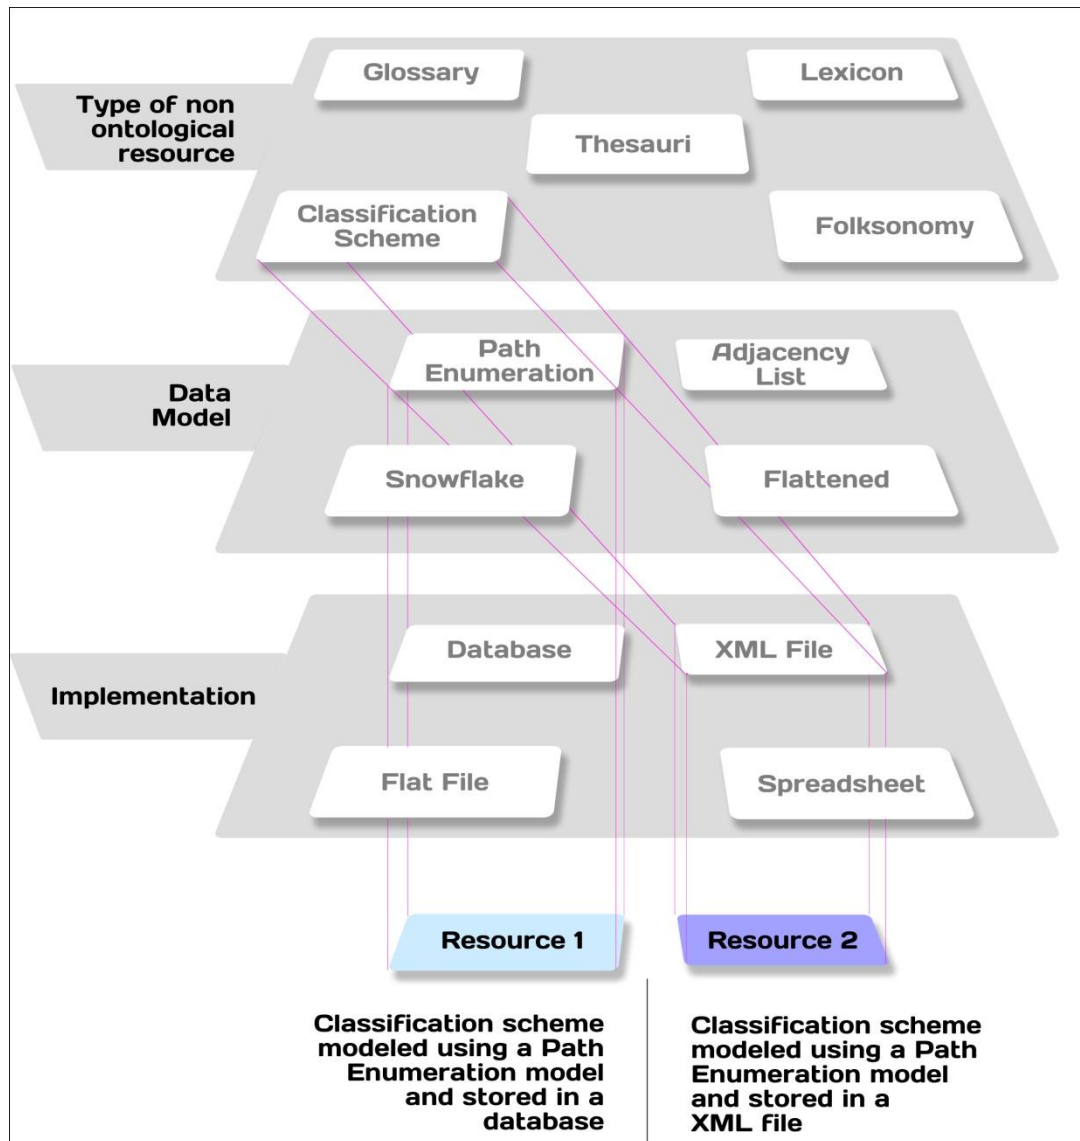 Glossary
Lexicon
Type of non
ontological
resource
Thesauri
Classification
Scheme
Folksonomy
Path
Enumeration
Adjacency
List
Data
Model
Snowflake
Flattened
Database
XML File
Implementation
Flat File
Spreadsheet
Resource 1
Resource 2
Classification scheme
modeled using a Path
Enumeration model
and stored in a
database
Classification scheme
modeled using a Path
Enumeration model
and stored in a
XML file